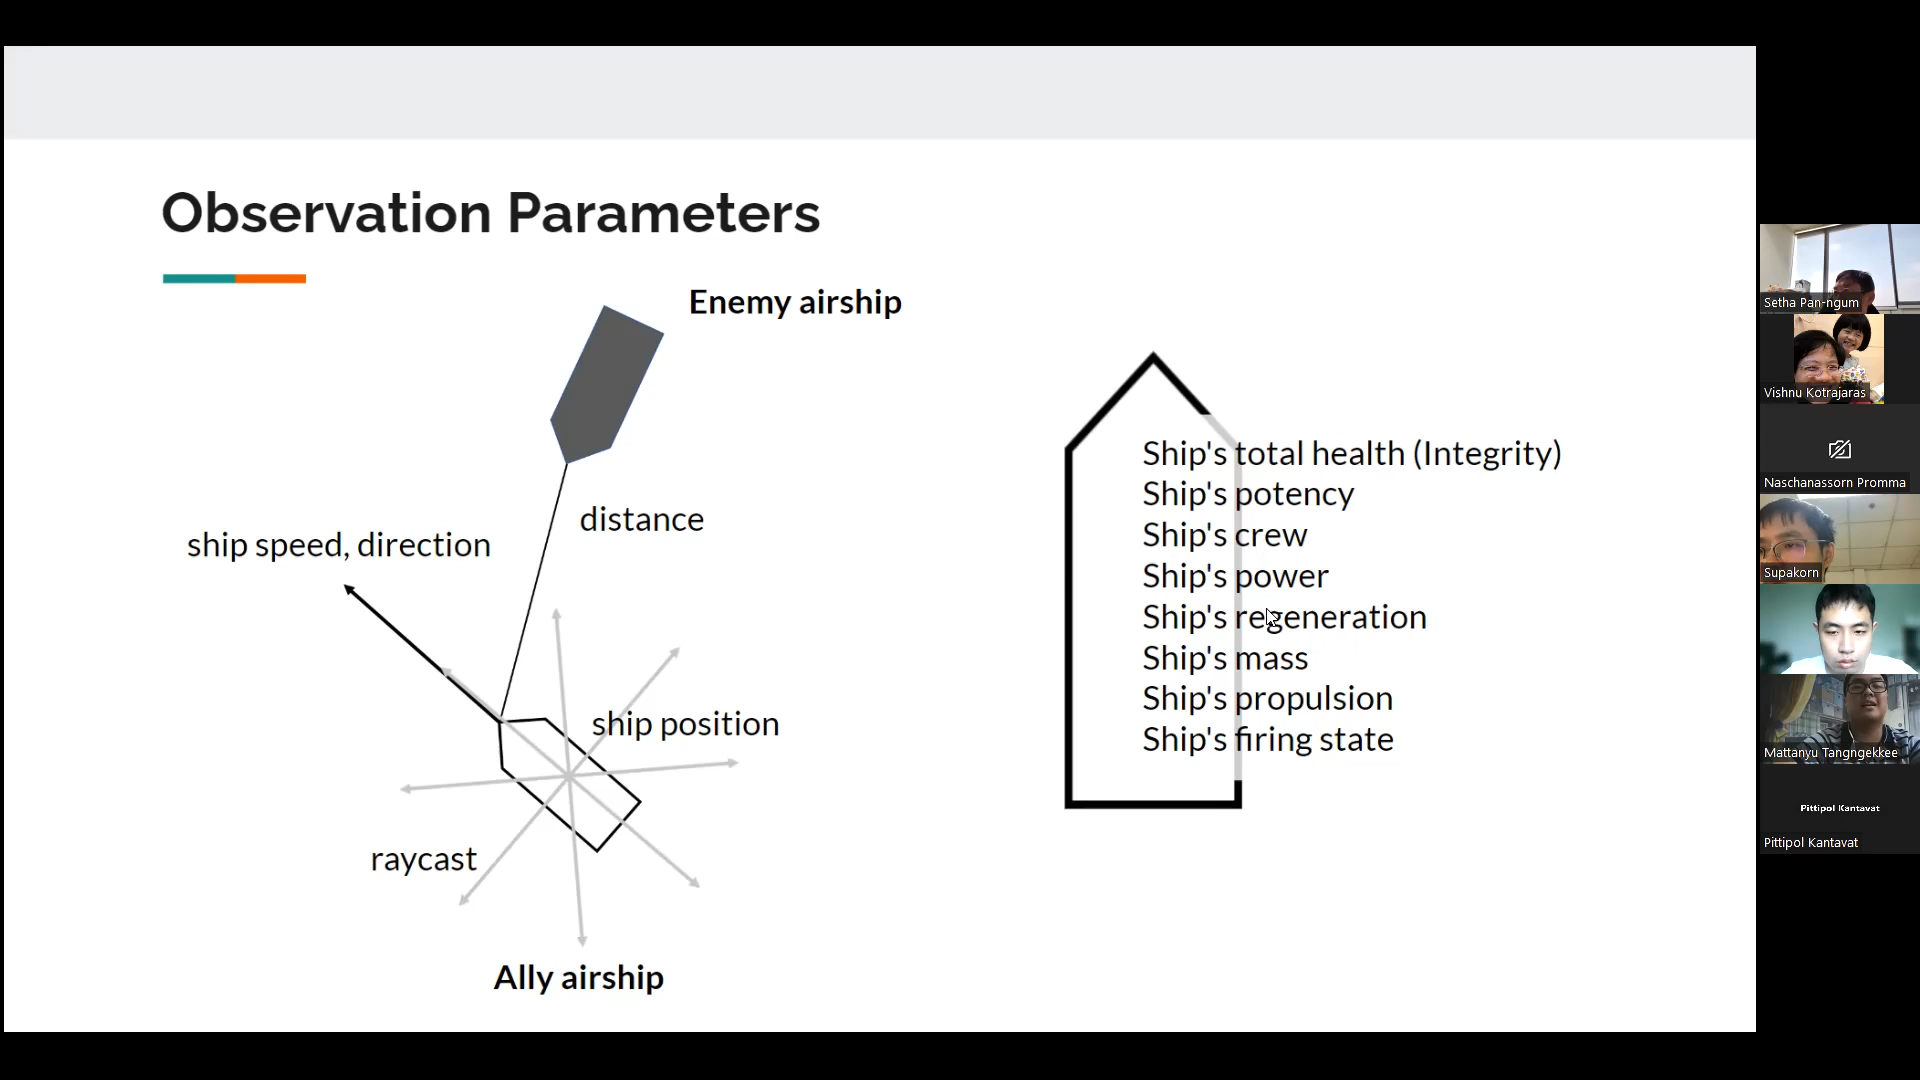 Observation Parameters
Enemy airship
distance
ship speed, direction
ship position
raycast
Ally airship
Ship's total health (Integrity)
Ship's potency
Ship's crew
Ship's power
Ship's regeneration
Ship's mass
Ship's propulsion
Ship's firing state
Setha Pan-ngum
Vishnu Kotrajaras
Naschanassorn Promma
Supakorn
Mattanyu Tangngekkee
Pittipol Kantavat
Pittipol Kantavat